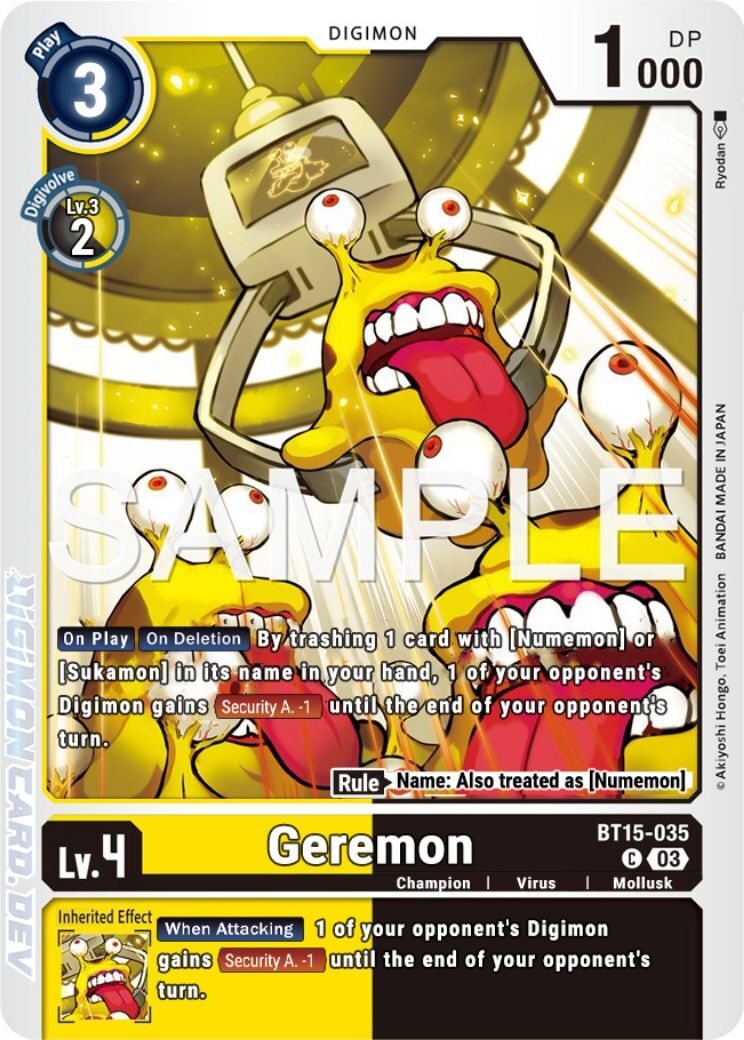 DIGIMON
Play
3
1000
DP
Digivolve
Lv.3
2
Ryodan
SAMPLE
On Play On Deletion By trashing 1 card with [Numemon] or
[Sukamon] in its name in your hand, 1 of your opponent's
Digimon gains Security A. -1 until the end of your opponent's
turn.
Rule Name: Also treated as [Numemon]
© Akiyoshi Hongo, Toei Animation BANDAI MADE IN JAPAN
DIGIMONCARD.DEV
Lv.4
Geremon
BT15-035
C 03
Champion | Virus | Mollusk
Inherited Effect
When Attacking 1 of your opponent's Digimon
gains Security A. -1 until the end of your opponent's
turn.